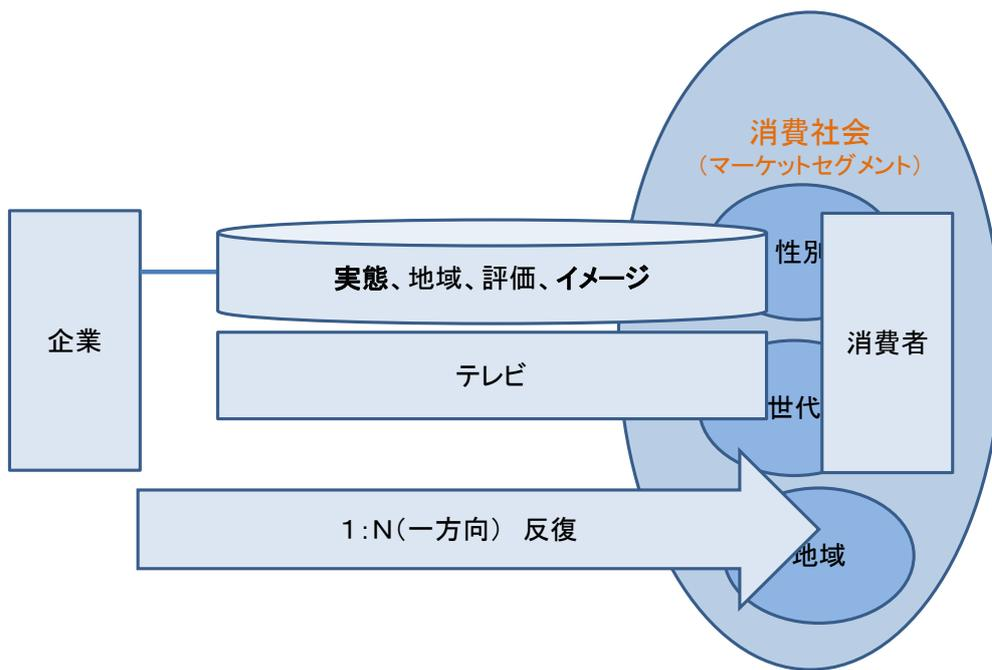 消費社会
（マーケットセグメント）
性別
実態、地域、評価、イメージ
企業
消費者
テレビ
世代
1：N（一方向）　反復
地域